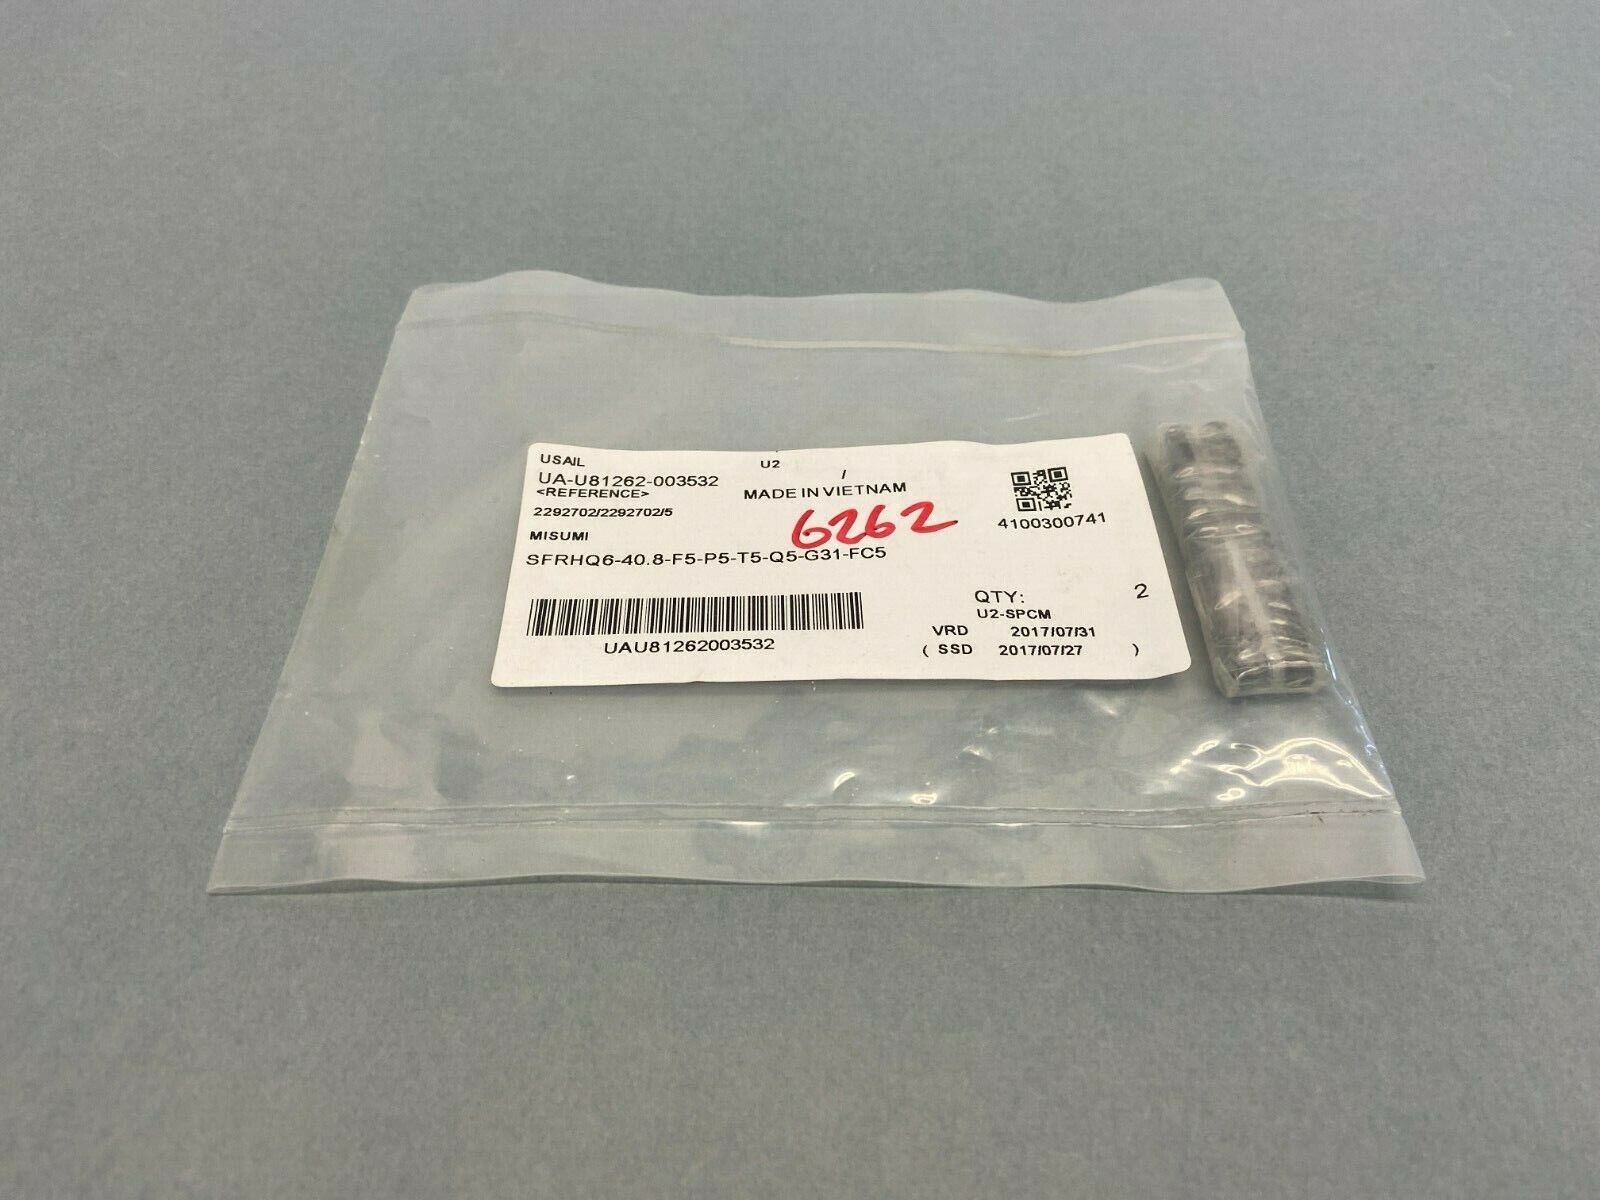 USAIL U2 /
UA-U81262-003532 MADE IN VIETNAM
<REFERENCE>
2292702/2292702/5 6262 4100300741
MISUMI
SFRHQ6-40.8-F5-P5-T5-Q5-G31-FC5
QTY: 2
U2-SPCM
VRD 2017/07/31
( SSD 2017/07/27 )
UAU81262003532